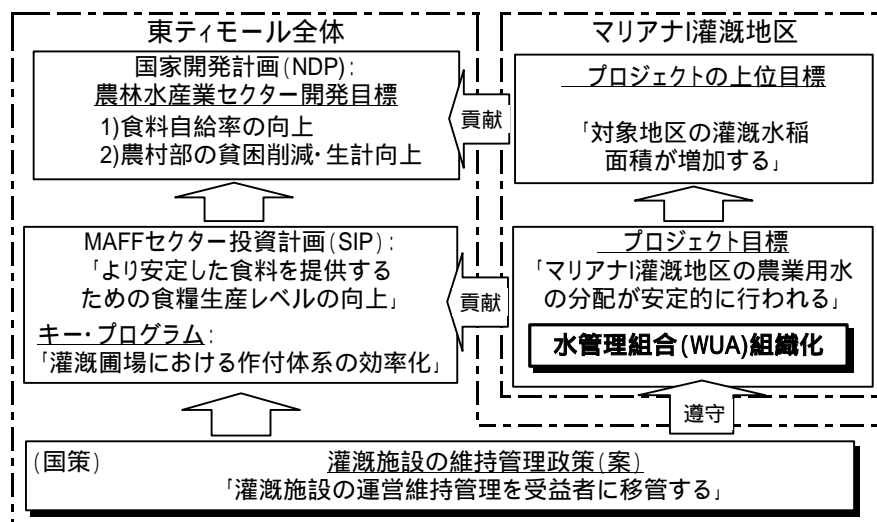 東ティモール全体
国家開発計画(NDP):
農林水産業セクター開発目標
1)食料自給率の向上
2)農村部の貧困削減・生計向上
MAFFセクター投資計画(SIP):
「より安定した食料を提供する
ための食糧生産レベルの向上」
キー・プログラム:
「灌漑圃場における作付体系の効率化」
マリアナI灌漑地区
プロジェクトの上位目標
「対象地区の灌漑水稲
面積が増加する」
貢献
プロジェクト目標
「マリアナI灌漑地区の農業用水
の分配が安定的に行われる」
水管理組合(WUA)組織化
貢献
遵守
(国策) 灌漑施設の維持管理政策(案)
「灌漑施設の運営維持管理を受益者に移管する」